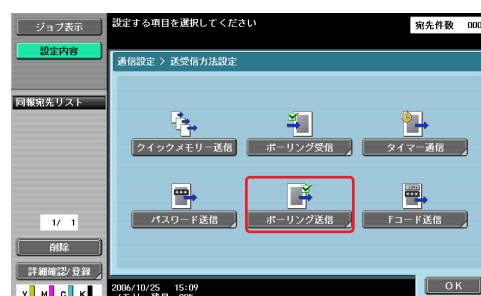 ジョブ表示
設定する項目を選択してください
宛先件数 000
設定内容
通信設定 > 送受信方法設定
同報宛先リスト
クイックメモリー送信
ポーリング受信
タイマー通信
パスワード送信
ポーリング送信
Fコード送信
1/ 1
削除
詳細確認/登録
2006/10/25 15:09
OK
Y M C K